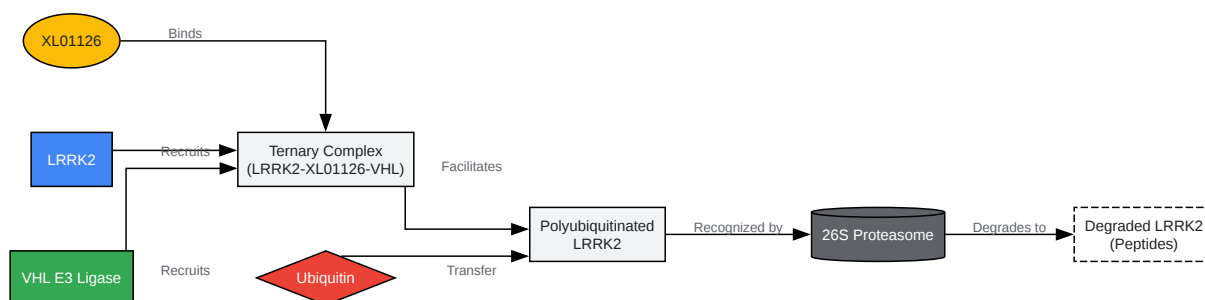 XL01126
Binds
LRRK2
Recruits
Ternary Complex
(LRRK2-XL01126-VHL)
Facilitates
VHL E3 Ligase
Recruits
Ubiquitin
Transfer
Polyubiquitinated
LRRK2
Recognized by
26S Proteasome
Degrades to
Degraded LRRK2
(Peptides)